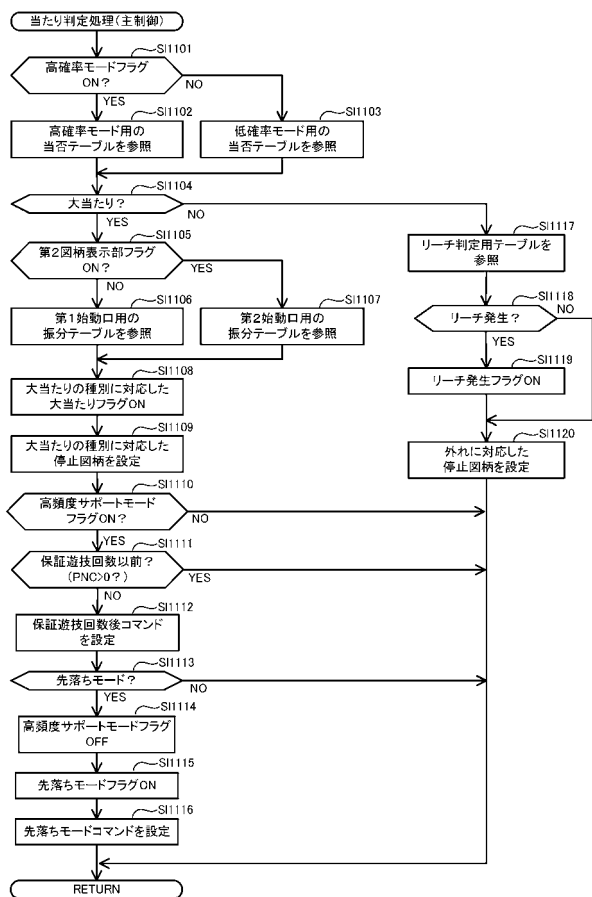 当たり判定処理(主制御)
SI1101
高確率モードフラグ
ON?
NO
YES
SI1102
高確率モード用の
当否テーブルを参照
SI1103
低確率モード用の
当否テーブルを参照
SI1104
大当たり?
NO
YES
SI1105
第2図柄表示部フラグ
ON?
YES
NO
SI1106
第1始動口用の
振分テーブルを参照
SI1107
第2始動口用の
振分テーブルを参照
SI1108
大当たりの種別に対応した
大当たりフラグON
SI1109
大当たりの種別に対応した
停止図柄を設定
SI1110
高頻度サポートモード
フラグON?
NO
YES
SI1111
保証遊技回数以前?
(PNC>0?)
YES
NO
SI1112
保証遊技回数後コマンド
を設定
SI1113
先落ちモード?
NO
YES
SI1114
高頻度サポートモードフラグ
OFF
SI1115
先落ちモードフラグON
SI1116
先落ちモードコマンドを設定
RETURN
SI1117
リーチ判定用テーブルを
参照
SI1118
リーチ発生?
NO
YES
SI1119
リーチ発生フラグON
SI1120
外れに対応した
停止図柄を設定